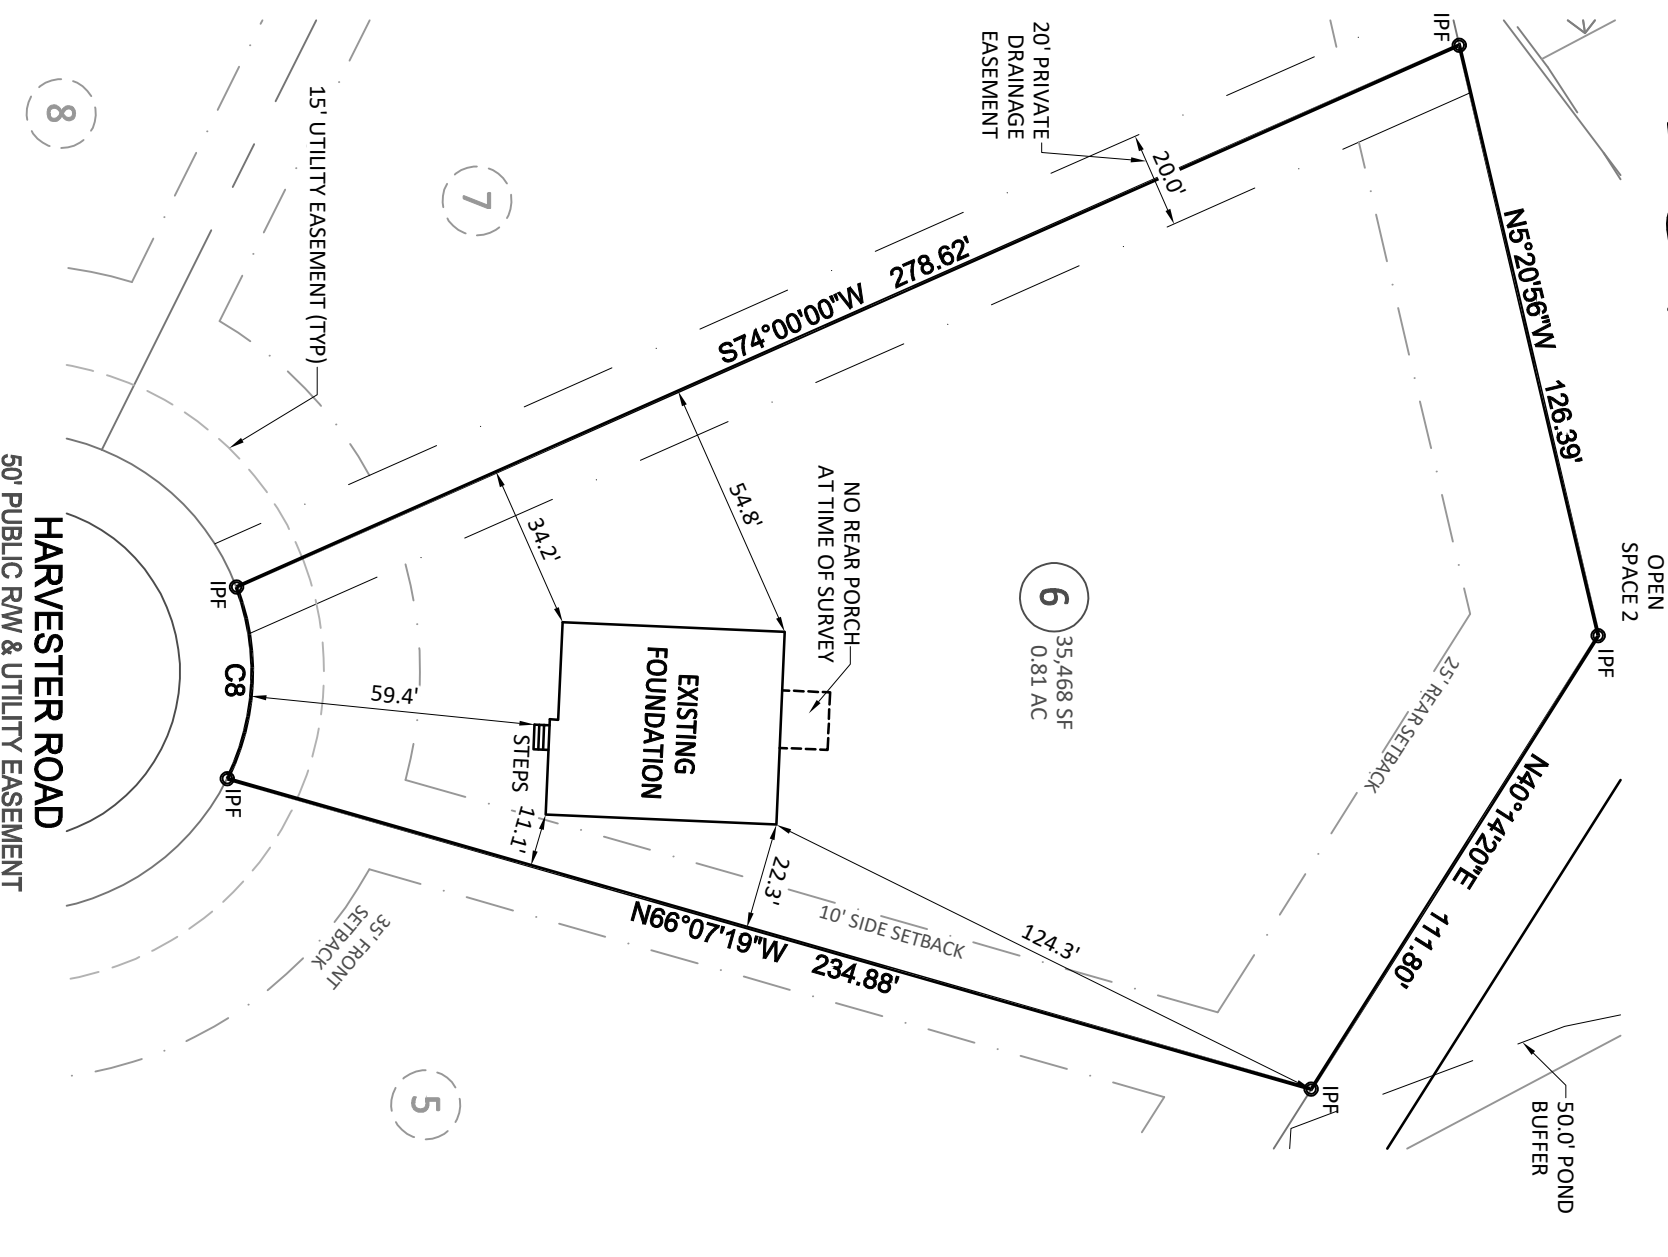 IPF
20' PRIVATE
DRAINAGE
EASEMENT
20.0'
15' UTILITY EASEMENT (TYP)
8
7
S74°00'00"W 278.62'
N5°20'56"W 126.39'
OPEN
SPACE 2
IPF
54.8'
34.2'
NO REAR PORCH
AT TIME OF SURVEY
6
35,468 SF
0.81 AC
25' REAR SETBACK
N40°14'20"E 111.80'
IPF
C8
IPF
59.4'
EXISTING
FOUNDATION
STEPS
11.1'
22.3'
124.3'
10' SIDE SETBACK
N66°07'19"W 234.88'
35' FRONT
SETBACK
5
IPF
50.0' POND
BUFFER
HARVESTER ROAD
50' PUBLIC R/W & UTILITY EASEMENT